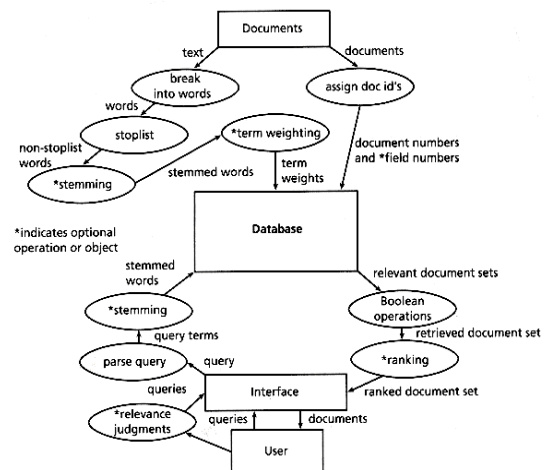 Documents
text
documents
break
into words
assign doc id's
words
stoplist
*term weighting
non-stoplist
words
document numbers
and *field numbers
*stemming
stemmed words
term
weights
Database
*indicates optional
operation or object
stemmed
words
relevant document sets
*stemming
Boolean
operations
query terms
retrieved document set
parse query
query
*ranking
queries
Interface
ranked document set
*relevance
judgments
queries
documents
User